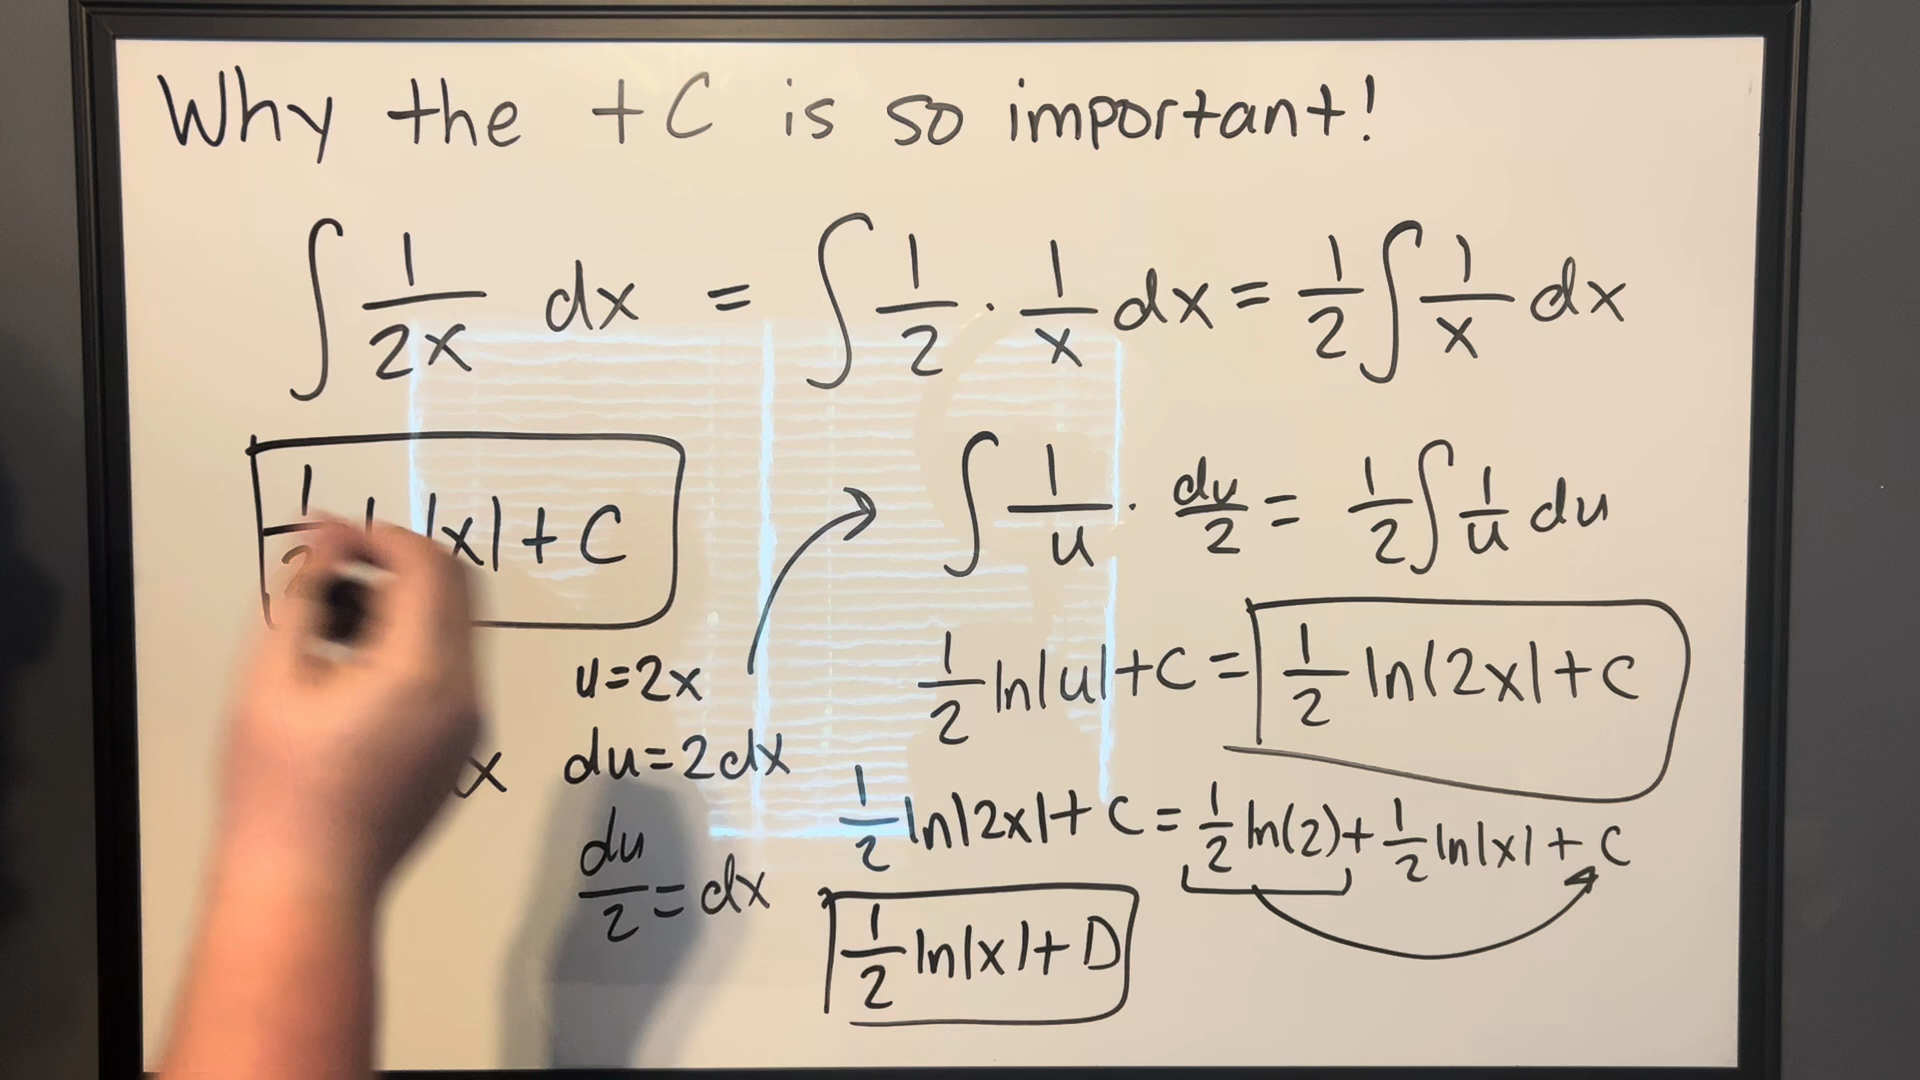 Why the +C is so important!
∫ 1/2x dx = ∫ 1/2 · 1/x dx = 1/2 ∫ 1/x dx
1/2 |x| + C
∫ 1/u · du/2 = 1/2 ∫ 1/u du
u=2x
1/2 ln|u|+C = 1/2 ln|2x|+C
x
du=2dx
1/2 ln|2x|+C = 1/2 ln(2)+ 1/2 ln|x| + C
du/2 = dx
1/2 ln|x|+D